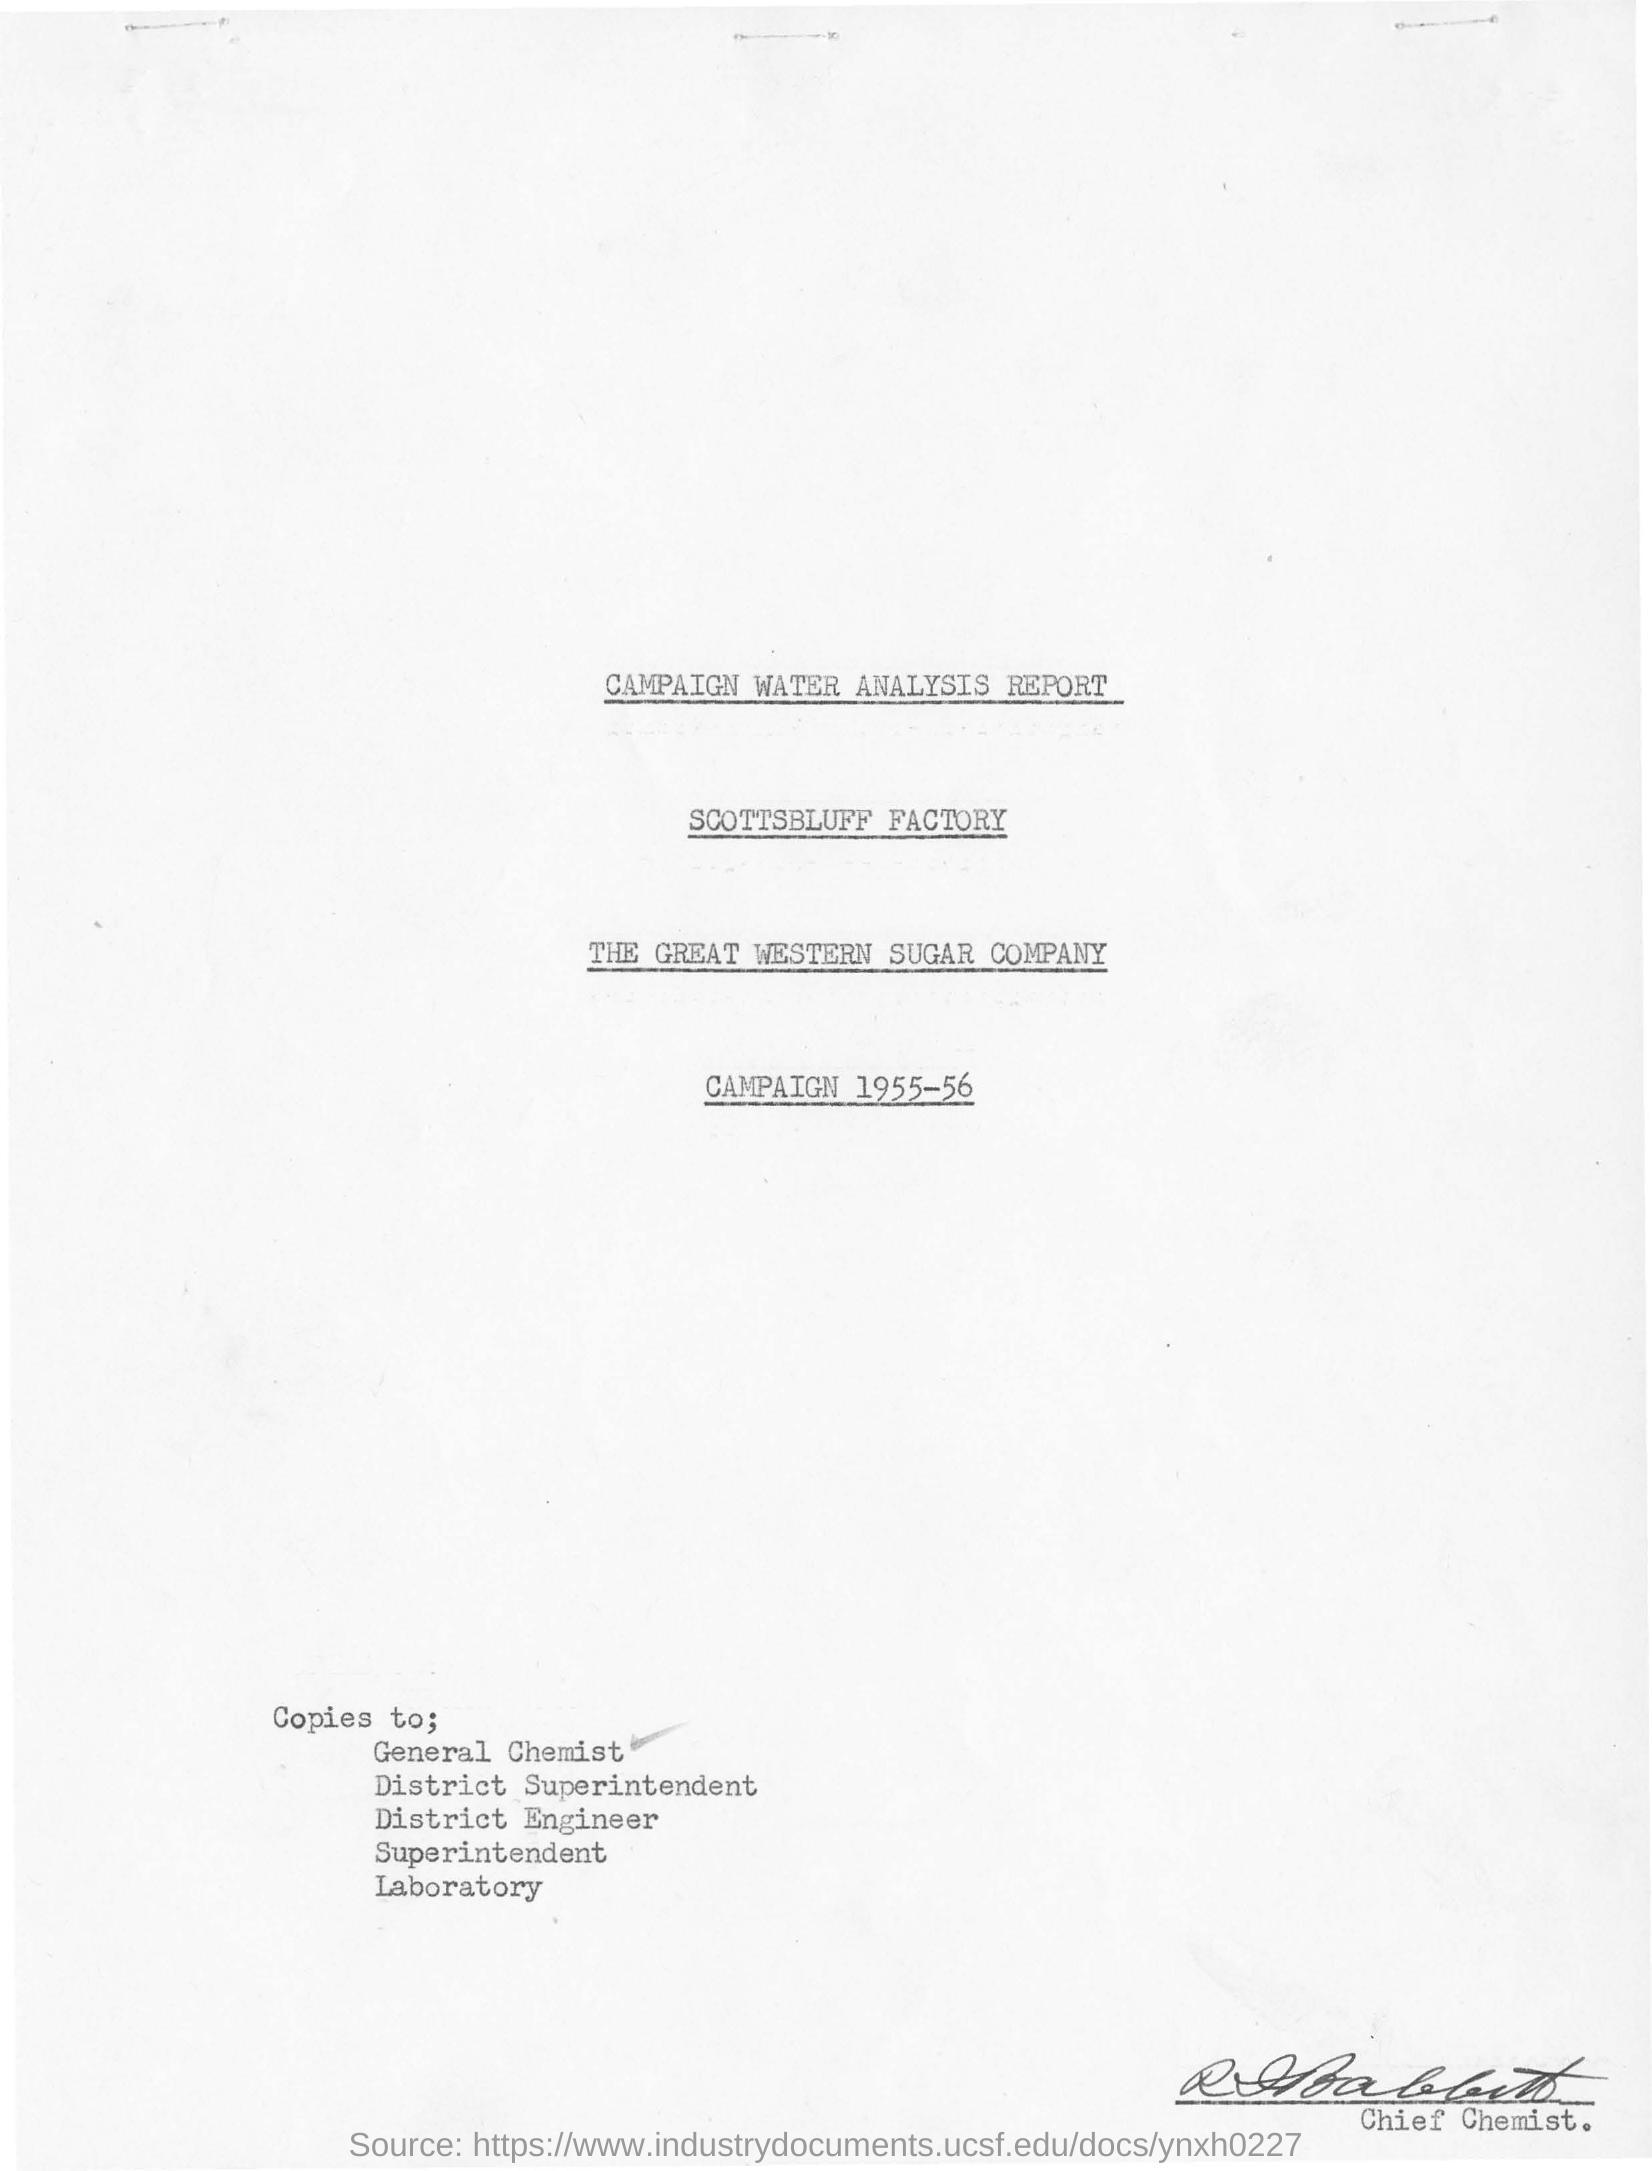 CAMPAIGN WATER ANALYSIS REPORT
SCOTTSBLUFF FACTORY
THE GREAT WESTERN SUGAR COMPANY
CAMPAIGN 1955-56
Copies to;
General Chemist
District Superintendent
District Engineer
Superintendent
Laboratory
Babbitt
Chief Chemist.
Source: https://www.industrydocuments.ucsf.edu/docs/ynxh0227